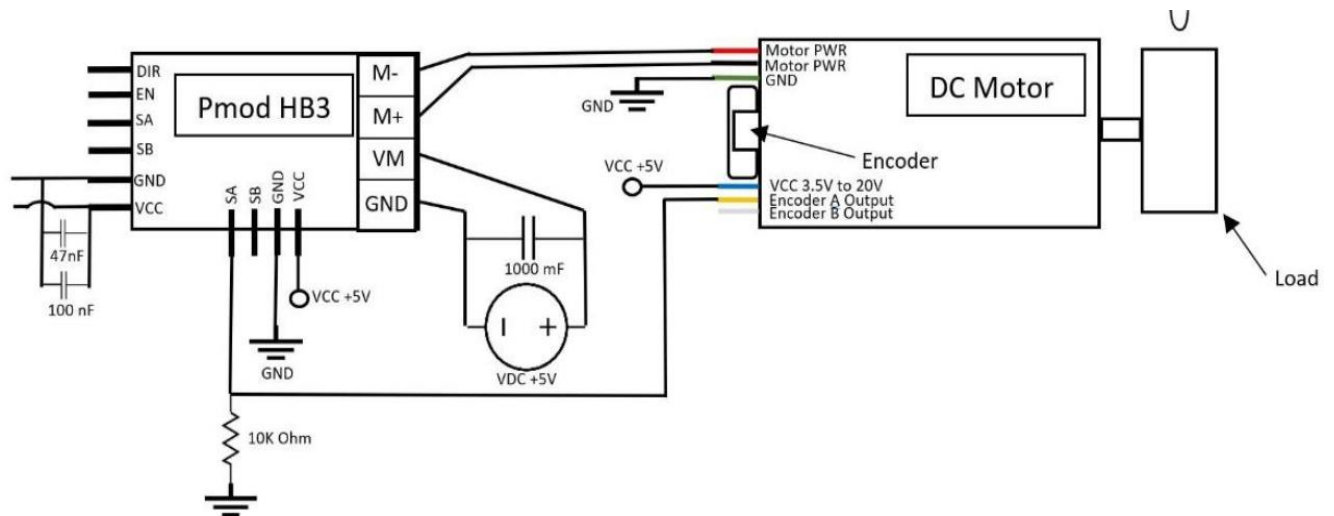 DIR
EN
SA
SB
GND
VCC
Pmod HB3
M-
M+
VM
GND
SA
SB
GND
VCC
47nF
100 nF
VCC +5V
GND
10K Ohm
1000 mF
VDC +5V
Motor PWR
Motor PWR
GND
GND
DC Motor
Encoder
VCC +5V
VCC 3.5V to 20V
Encoder A Output
Encoder B Output
Load